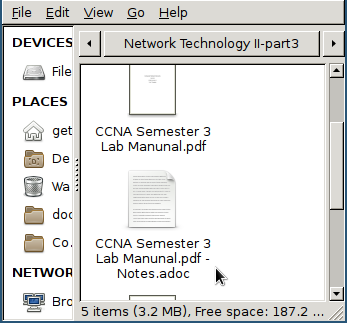 File Edit View Go Help
DEVICES
File
Network Technology II-part3
PLACES
get
De
Wa
doc
Co.
NETWOR
Bro
CCNA Semester 3
Lab Manunal.pdf
CCNA Semester 3
Lab Manunal.pdf -
Notes.adoc
5 items (3.2 MB), Free space: 187.2 ...